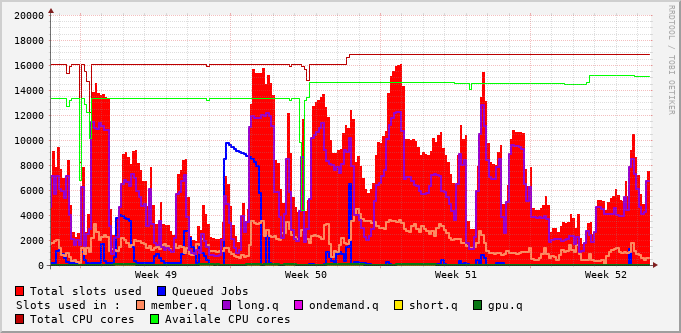 20000
18000
16000
14000
12000
10000
8000
6000
4000
2000
0
Week 49 Week 50 Week 51 Week 52
RRDTOOL / TOBI OETIKER
Total slots used Queued Jobs
Slots used in : member.q long.q ondemand.q short.q gpu.q
Total CPU cores Availale CPU cores